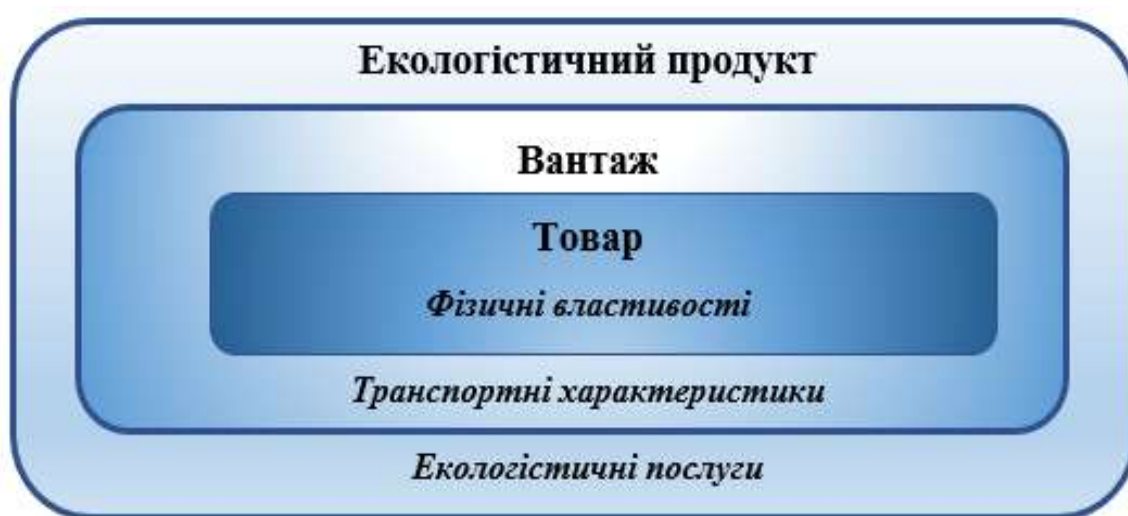 Екологістичний продукт
Вантаж
Товар
Фізичні властивості
Транспортні характеристики
Екологістичні послуги